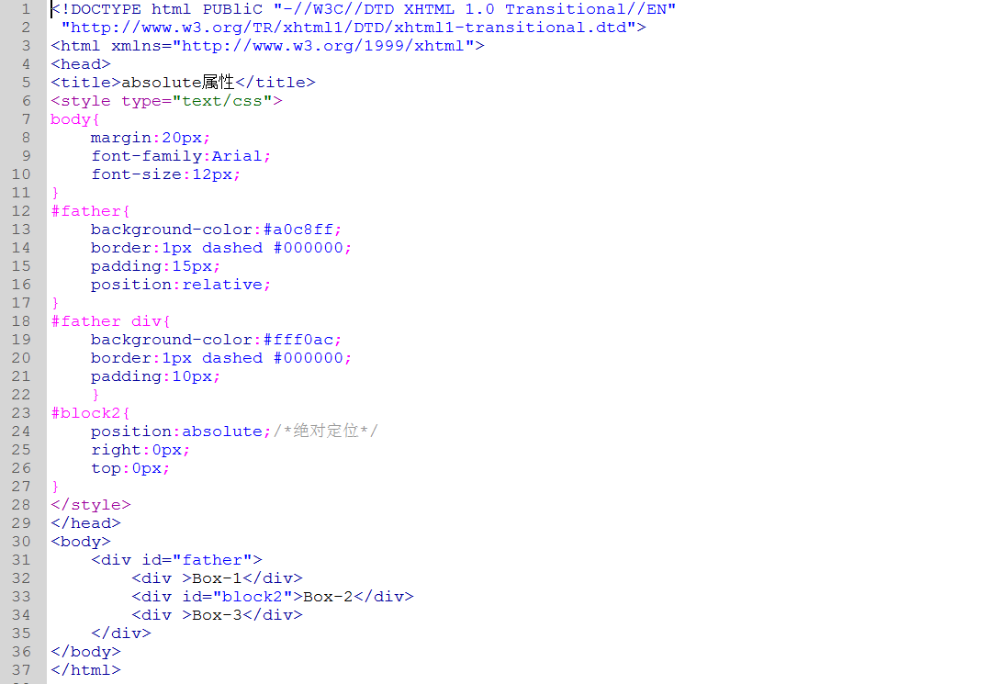 1 <!DOCTYPE html PUBliC "-//W3C//DTD XHTML 1.0 Transitional//EN"
2 "http://www.w3.org/TR/xhtml1/DTD/xhtml1-transitional.dtd">
3 <html xmlns="http://www.w3.org/1999/xhtml">
4 <head>
5 <title>absolute属性</title>
6 <style type="text/css">
7 body{
8 margin:20px;
9 font-family:Arial;
10 font-size:12px;
11 }
12 #father{
13 background-color:#a0c8ff;
14 border:1px dashed #000000;
15 padding:15px;
16 position:relative;
17 }
18 #father div{
19 background-color:#fff0ac;
20 border:1px dashed #000000;
21 padding:10px;
22 }
23 #block2{
24 position:absolute;/*绝对定位*/
25 right:0px;
26 top:0px;
27 }
28 </style>
29 </head>
30 <body>
31 <div id="father">
32 <div >Box-1</div>
33 <div id="block2">Box-2</div>
34 <div >Box-3</div>
35 </div>
36 </body>
37 </html>